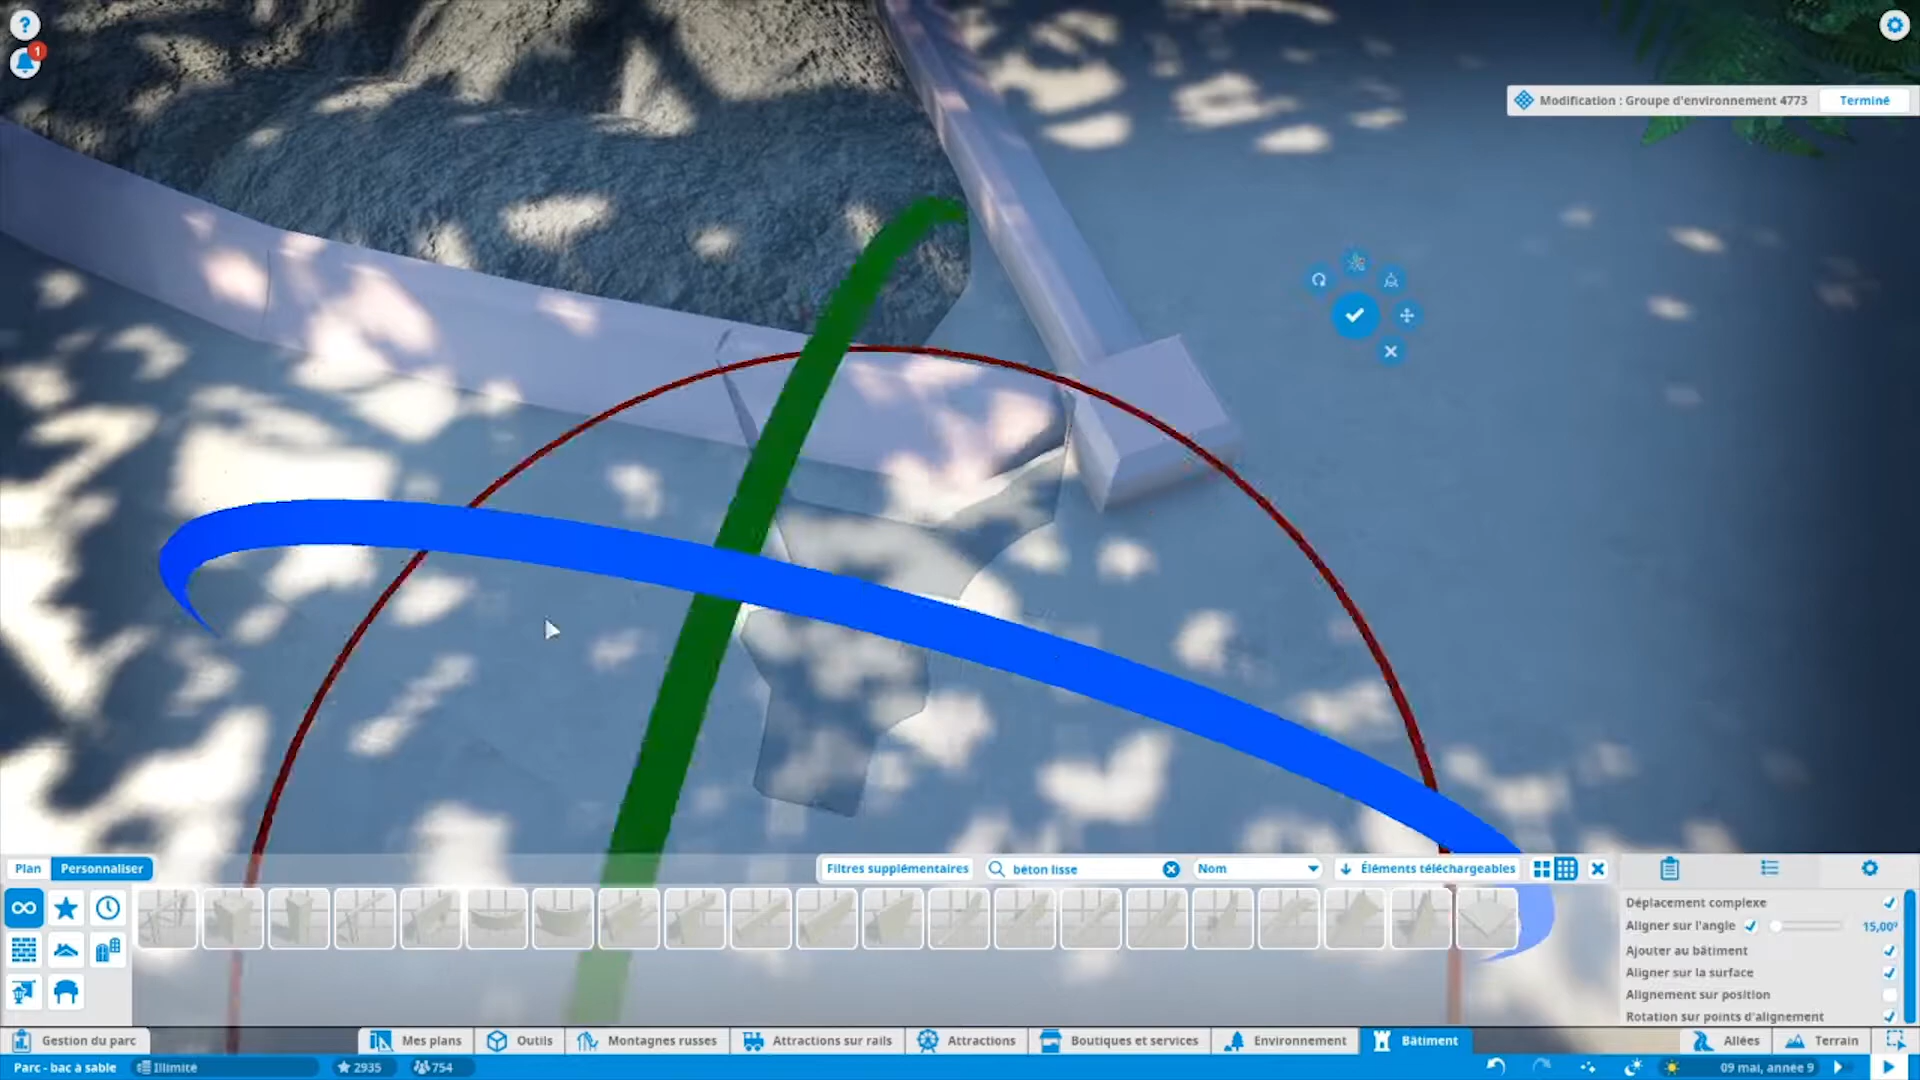 ?
1
Modification : Groupe d'environnement 4773
Terminé
Plan
Personnaliser
Filtres supplémentaires
béton lisse
Nom
Éléments téléchargeables
Déplacement complexe
Aligner sur l'angle
15,00°
Ajouter au bâtiment
Aligner sur la surface
Alignement sur position
Rotation sur points d'alignement
Gestion du parc
Mes plans
Outils
Montagnes russes
Attractions sur rails
Attractions
Boutiques et services
Environnement
Bâtiment
Allées
Terrain
Parc - bac à sable
Illimité
2935
754
09 mai, année 9